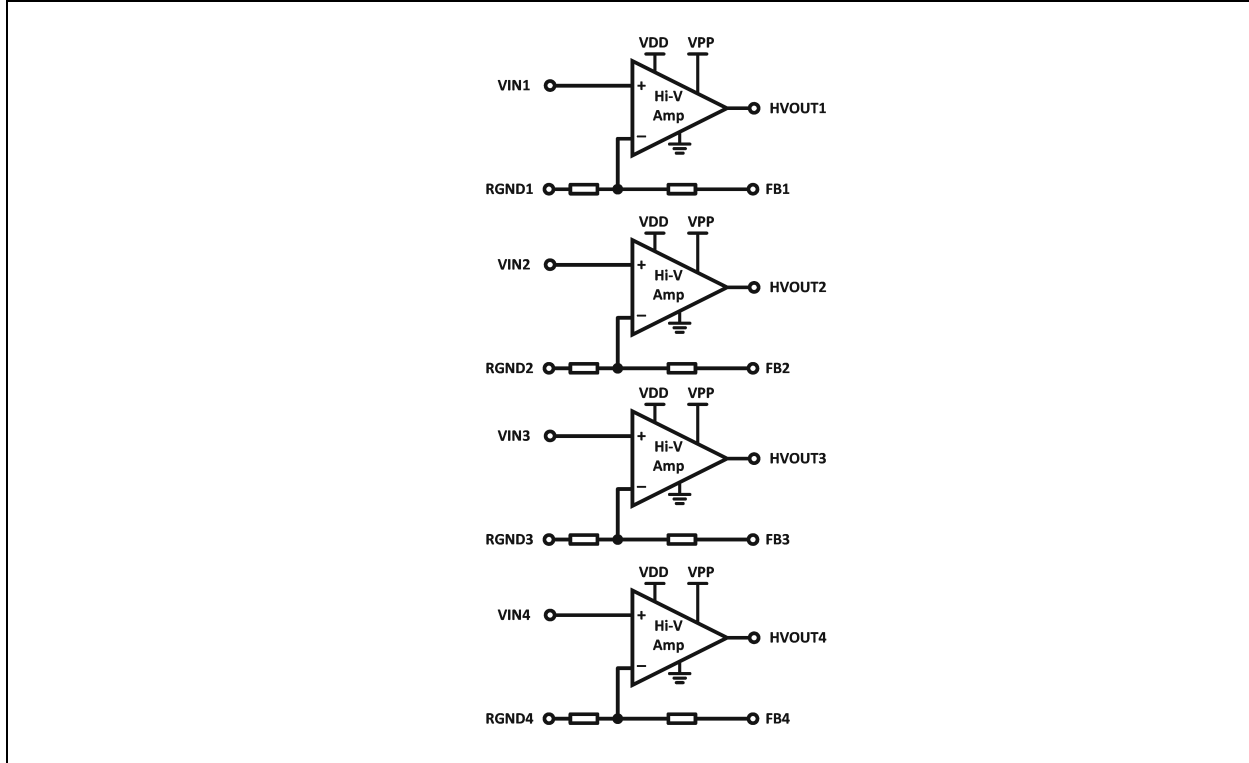 VDD VPP
VIN1 + Hi-V HVOUT1
Amp
−
RGND1 FB1
VDD VPP
VIN2 + Hi-V HVOUT2
Amp
−
RGND2 FB2
VDD VPP
VIN3 + Hi-V HVOUT3
Amp
−
RGND3 FB3
VDD VPP
VIN4 + Hi-V HVOUT4
Amp
−
RGND4 FB4